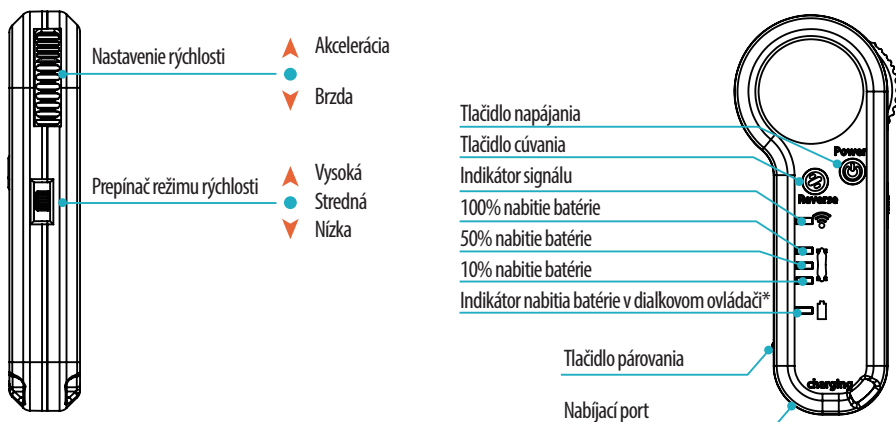 Nastavenie rýchlosti
Akcelerácia
Brzda
Prepínač režimu rýchlosti
Vysoká
Stredná
Nízka
Tlačidlo napájania
Tlačidlo cúvania
Indikátor signálu
100% nabitie batérie
50% nabitie batérie
10% nabitie batérie
Indikátor nabitia batérie v diaľkovom ovládači*
Tlačidlo párovania
Nabíjací port
Power
Reverse
charging